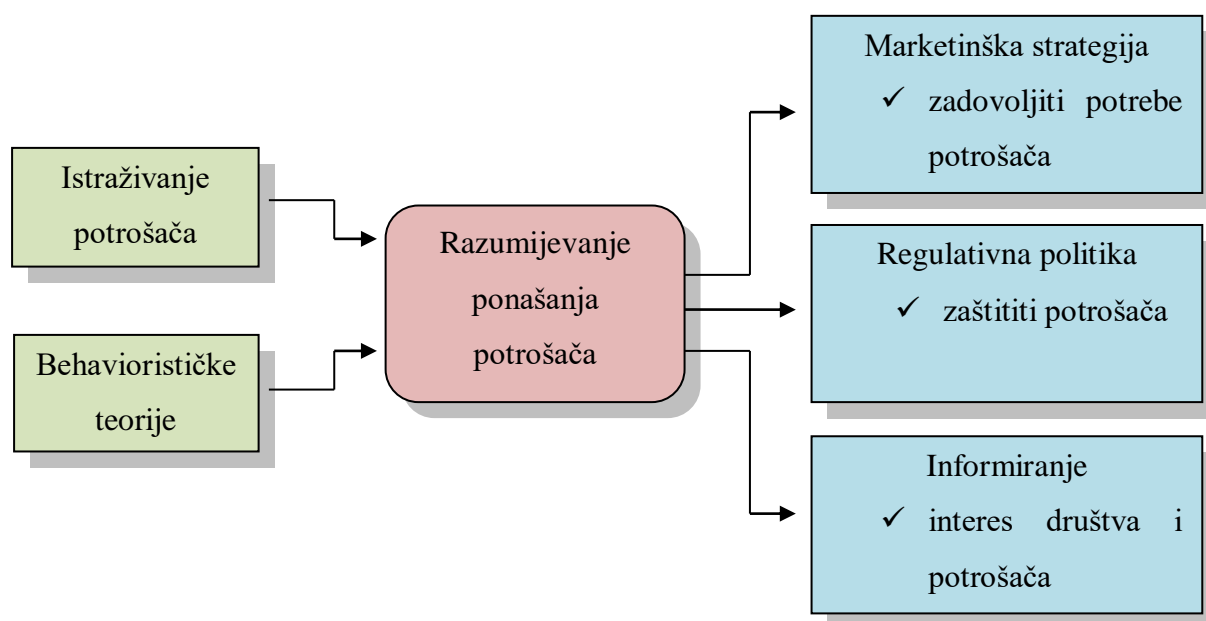 Istraživanje
potrošača
Behaviorističke
teorije
Razumijevanje
ponašanja
potrošača
Marketinška strategija
✓ zadovoljiti potrebe
potrošača
Regulativna politika
✓ zaštititi potrošača
Informiranje
✓ interes društva i
potrošača